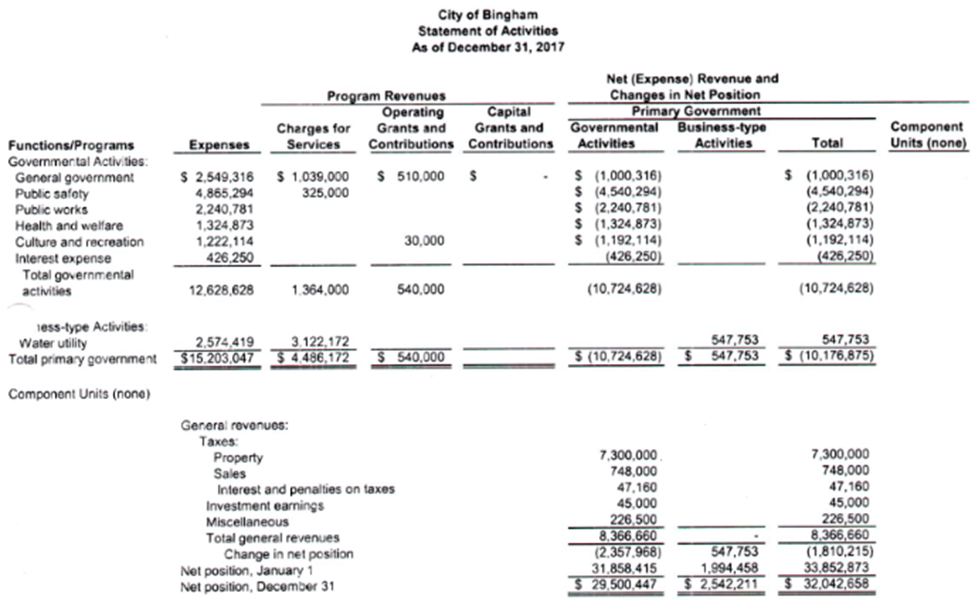 City of Bingham
Statement of Activities
As of December 31, 2017
Net (Expense) Revenue and
Program Revenues Changes in Net Position
Operating Capital Primary Government
Charges for Grants and Grants and Governmental Business-type Component
Functions/Programs Expenses Services Contributions Contributions Activities Activities Total Units (none)
Governmental Activities:
General government $ 2,549,316 $ 1,039,000 $ 510,000 $ - $ (1,000,316) $ (1,000,316)
Public safety 4,865,294 325,000 $ (4,540,294) (4,540,294)
Public works 2,240,781 $ (2,240,781) (2,240,781)
Health and welfare 1,324,873 $ (1,324,873) (1,324,873)
Culture and recreation 1,222,114 30,000 $ (1,192,114) (1,192,114)
Interest expense 426,250 (426,250) (426,250)
Total governmental
activities 12,628,628 1,364,000 540,000 (10,724,628) (10,724,628)
iess-type Activities:
Water utility 2,574,419 3,122,172 547,753 547,753
Total primary government $15,203,047 $ 4,486,172 $ 540,000 $ (10,724,628) $ 547,753 $ (10,176,875)
Component Units (none)
General revenues:
Taxes:
Property 7,300,000 7,300,000
Sales 748,000 748,000
Interest and penalties on taxes 47,160 47,160
Investment earnings 45,000 45,000
Miscellaneous 226,500 226,500
Total general revenues 8,366,660 - 8,366,660
Change in net position (2,357,968) 547,753 (1,810,215)
Net position, January 1 31,858,415 1,994,458 33,852,873
Net position, December 31 $ 29,500,447 $ 2,542,211 $ 32,042,658